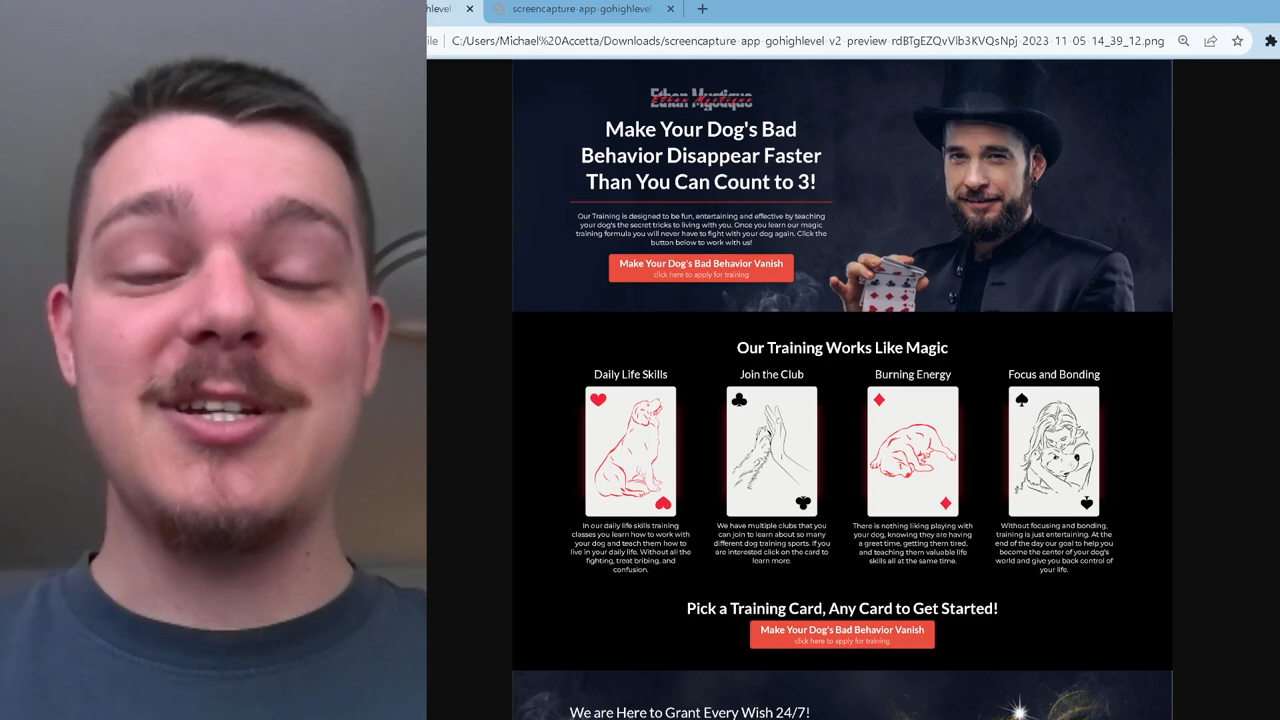 hlevel
screencapture-app-gohighlevel
ile
C:/Users/Michael%20Accetta/Downloads/screencapture-app-gohighlevel-v2-preview-rdBTgEZQvVlb3KVQsNpj-2023-11-05-14_39_12.png
Ethan Mystique
Make Your Dog's Bad
Behavior Disappear Faster
Than You Can Count to 3!
Our Training is designed to be fun, entertaining and effective by teaching
your dog's the secret tricks to living with you. Once you learn our magic
training formula you will never have to fight with your dog again. Click the
button below to work with us!
Make Your Dog's Bad Behavior Vanish
click here to apply for training
Our Training Works Like Magic
Daily Life Skills
In our daily life skills training
classes you learn how to work with
your dog and teach them how to
live in your daily life. Without all the
fighting, treat bribing, and
confusion.
Join the Club
We have multiple clubs that you
can join to learn about so many
different dog training sports. If you
are interested click on the card to
learn more.
Burning Energy
There is nothing liking playing with
your dog, knowing they are having
a great time, getting them tired,
and teaching them valuable life
skills all at the same time.
Focus and Bonding
Without focusing and bonding,
training is just entertaining. At the
end of the day our goal to help you
become the center of your dog's
world and give you back control of
your life.
Pick a Training Card, Any Card to Get Started!
Make Your Dog's Bad Behavior Vanish
click here to apply for training
We are Here to Grant Every Wish 24/7!